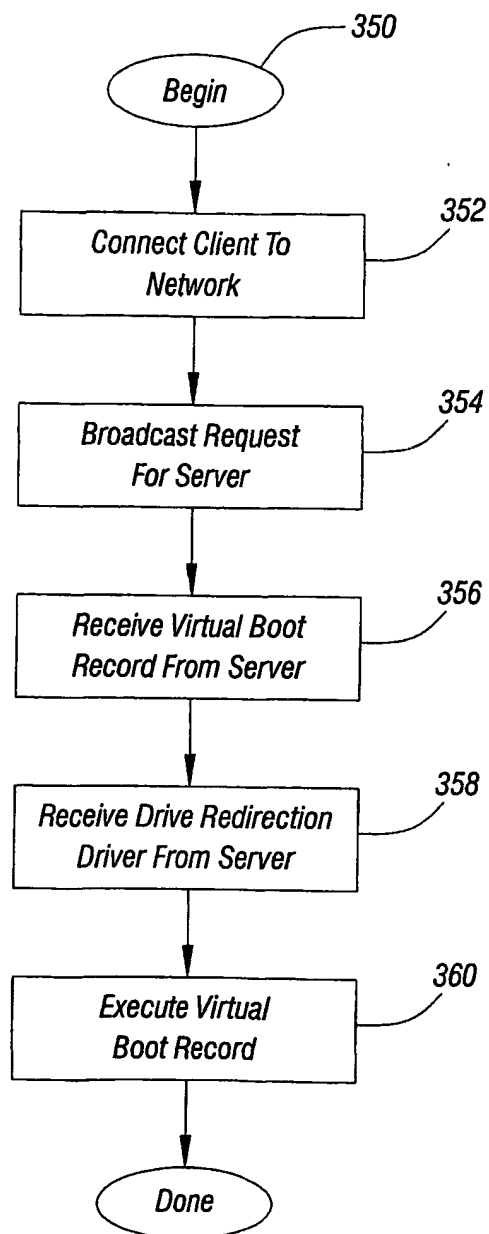 350
Begin
352
Connect Client To
Network
354
Broadcast Request
For Server
356
Receive Virtual Boot
Record From Server
358
Receive Drive Redirection
Driver From Server
360
Execute Virtual
Boot Record
Done